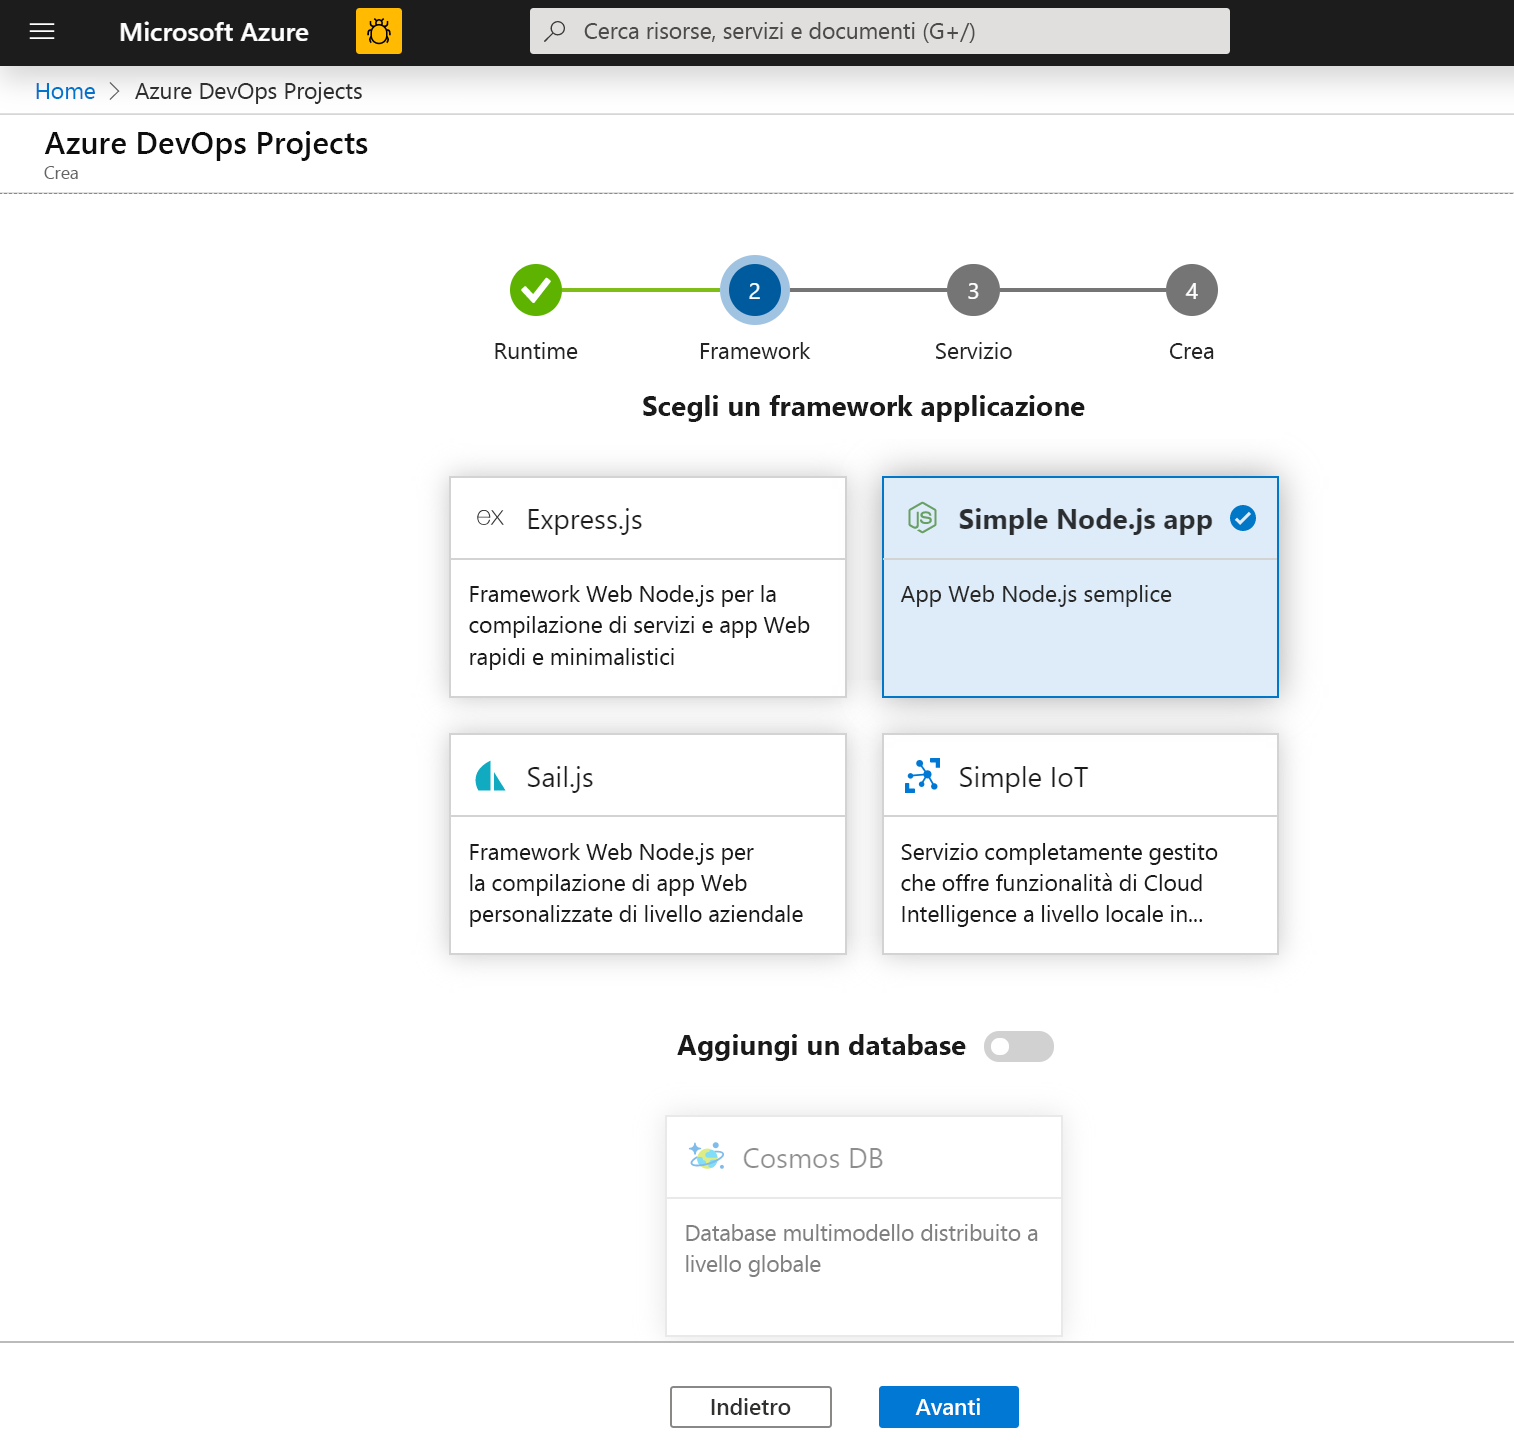 Microsoft Azure
Cerca risorse, servizi e documenti (G+/)
Home > Azure DevOps Projects
Azure DevOps Projects
Crea
2
3
4
Runtime
Framework
Servizio
Crea
Scegli un framework applicazione
ex Express.js
Framework Web Node.js per la
compilazione di servizi e app Web
rapidi e minimalistici
JS Simple Node.js app
App Web Node.js semplice
Sail.js
Framework Web Node.js per
la compilazione di app Web
personalizzate di livello aziendale
Simple IoT
Servizio completamente gestito
che offre funzionalità di Cloud
Intelligence a livello locale in...
Aggiungi un database
Cosmos DB
Database multimodello distribuito a
livello globale
Indietro
Avanti